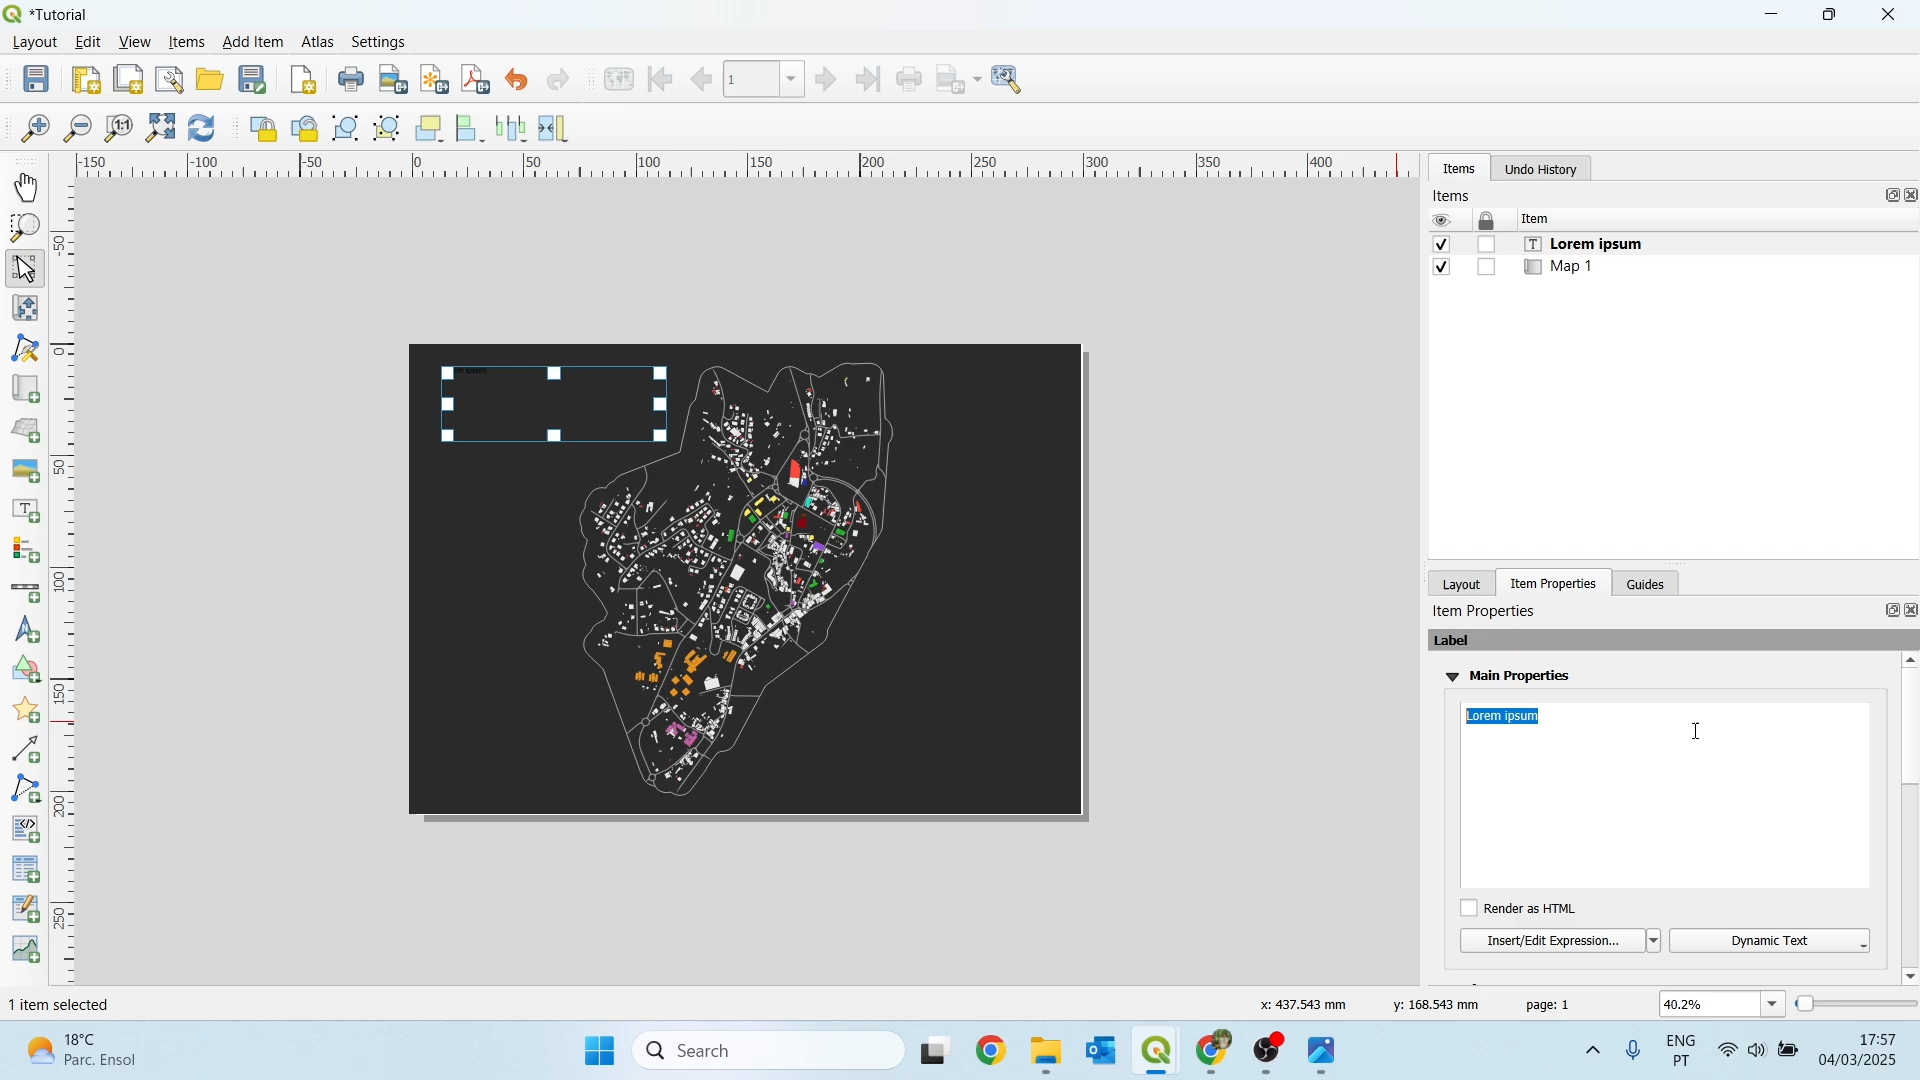 *Tutorial
Layout Edit View Items Add Item Atlas Settings
1
-150 -100 -50 0 50 100 150 200 250 300 350 400
-50
0
50
100
150
200
250
Items Undo History
Items
Item
Lorem ipsum
Map 1
Layout Item Properties Guides
Item Properties
Label
Main Properties
Lorem ipsum
Render as HTML
Insert/Edit Expression... Dynamic Text
1 item selected
x: 437.543 mm y: 168.543 mm page: 1 40.2%
18°C
Parc. Ensol
Search
ENG
PT
17:57
04/03/2025